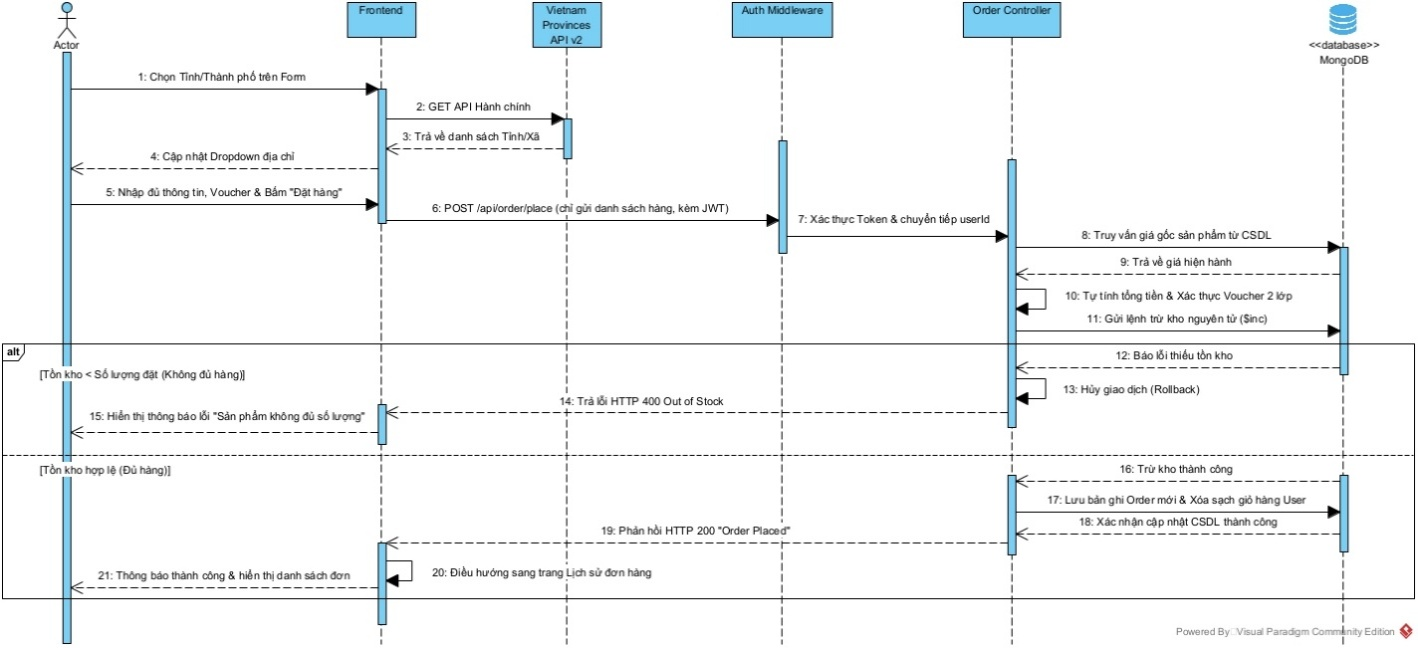 Actor
Frontend
Vietnam
Provinces
API v2
Auth Middleware
Order Controller
<<database>>
MongoDB
1: Chọn Tỉnh/Thành phố trên Form
2: GET API Hành chính
3: Trả về danh sách Tỉnh/Xã
4: Cập nhật Dropdown địa chỉ
5: Nhập đủ thông tin, Voucher & Bấm "Đặt hàng"
6: POST /api/order/place (chỉ gửi danh sách hàng, kèm JWT)
7: Xác thực Token & chuyển tiếp userId
8: Truy vấn giá gốc sản phẩm từ CSDL
9: Trả về giá hiện hành
10: Tự tính tổng tiền & Xác thực Voucher 2 lớp
11: Gửi lệnh trừ kho nguyên tử ($inc)
alt
[Tồn kho < Số lượng đặt (Không đủ hàng)]
12: Báo lỗi thiếu tồn kho
13: Hủy giao dịch (Rollback)
14: Trả lỗi HTTP 400 Out of Stock
15: Hiển thị thông báo lỗi "Sản phẩm không đủ số lượng"
[Tồn kho hợp lệ (Đủ hàng)]
16: Trừ kho thành công
17: Lưu bản ghi Order mới & Xóa sạch giỏ hàng User
18: Xác nhận cập nhật CSDL thành công
19: Phản hồi HTTP 200 "Order Placed"
20: Điều hướng sang trang Lịch sử đơn hàng
21: Thông báo thành công & hiển thị danh sách đơn
Powered By Visual Paradigm Community Edition